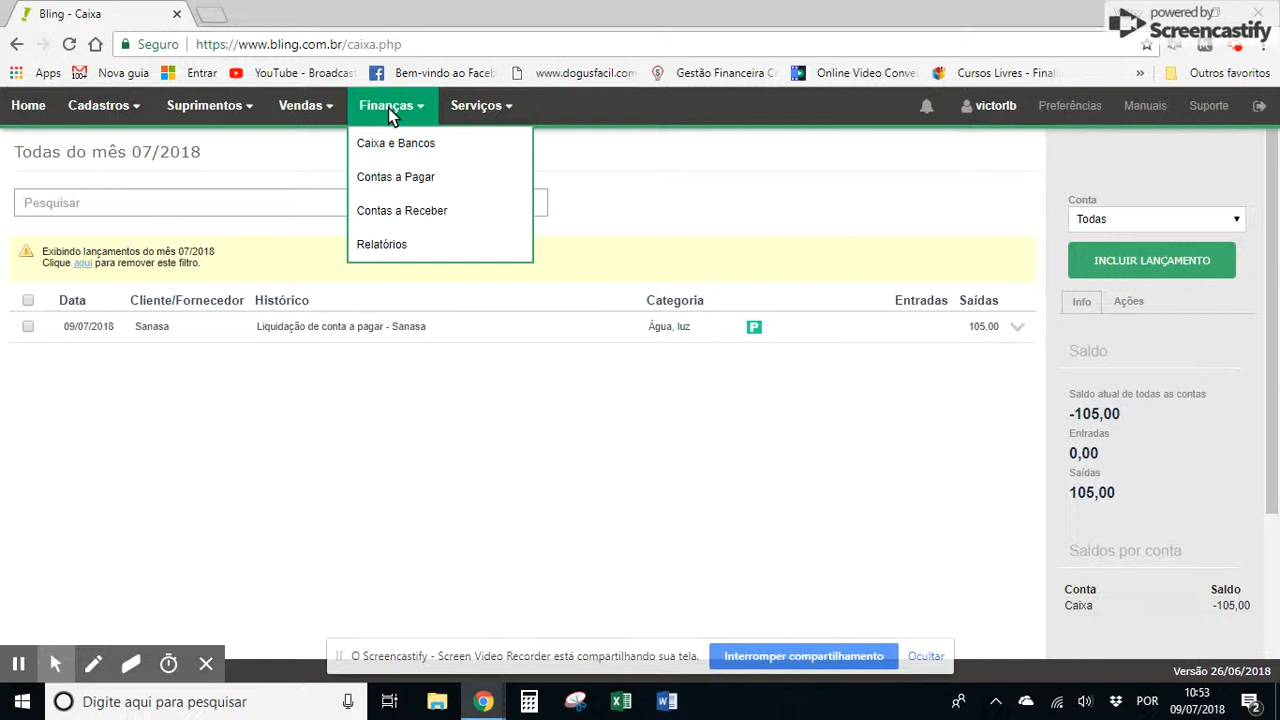 Bling - Caixa
powered by
Screencastify
Seguro
https://www.bling.com.br/caixa.php
Apps
Nova guia
Entrar
YouTube - Broadcast
Bem-vindo ao Faceb
www.dogusfacil.com
Gestão Financeira C
Online Video Conve
Cursos Livres - Finali
»
Outros favoritos
Home
Cadastros
Suprimentos
Vendas
Finanças
Serviços
victorlb
Preferências
Manuais
Suporte
Todas do mês 07/2018
Caixa e Bancos
Contas a Pagar
Contas a Receber
Relatórios
Pesquisar
Exibindo lançamentos do mês 07/2018
Clique aqui para remover este filtro.
Data Cliente/Fornecedor Histórico Categoria Entradas Saídas
09/07/2018 Sanasa Liquidação de conta a pagar - Sanasa Água, luz P 105,00
Conta
Todas
INCLUIR LANÇAMENTO
Info
Ações
Saldo
Saldo atual de todas as contas
-105,00
Entradas
0,00
Saídas
105,00
Saldos por conta
Conta Saldo
Caixa -105,00
O Screencastify - Screen Video Recorder está compartilhando sua tela.
Interromper compartilhamento
Ocultar
Versão 26/06/2018
Digite aqui para pesquisar
POR
10:53
09/07/2018
2